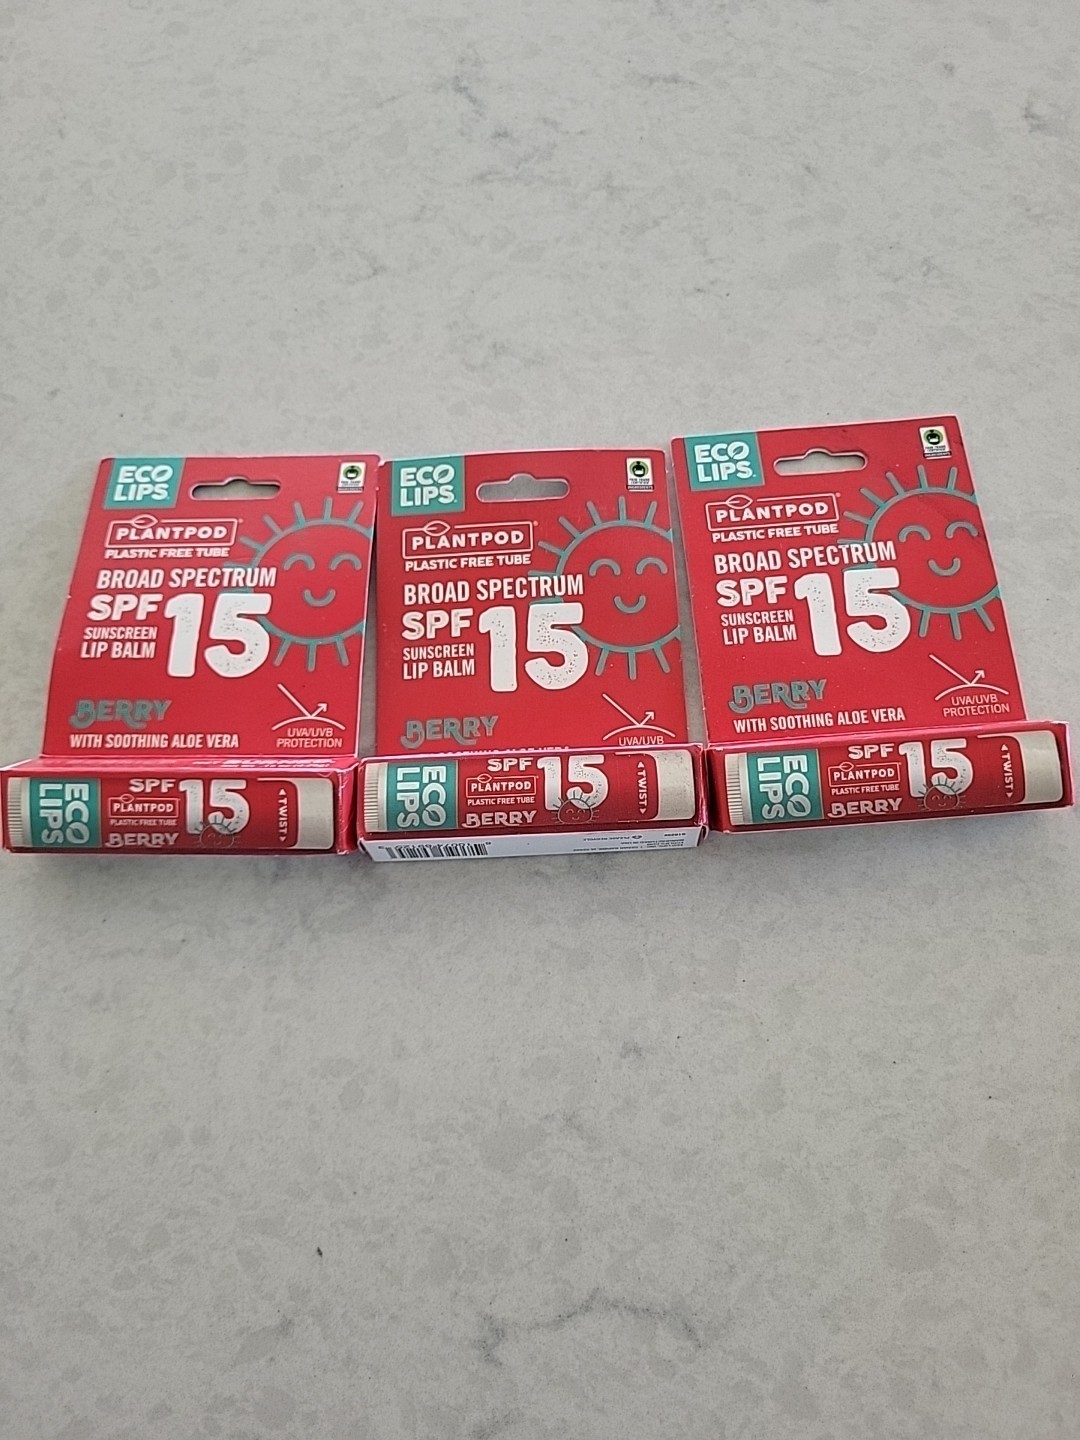 ECO
LIPS
PLANTPOD
PLASTIC FREE TUBE
BROAD SPECTRUM
SPF 15
SUNSCREEN
LIP BALM
BERRY
WITH SOOTHING ALOE VERA
UVA/UVB
PROTECTION
ECO
LIPS
SPF 15
PLANTPOD
PLASTIC FREE TUBE
BERRY
TWIST
ECO
LIPS
PLANTPOD
PLASTIC FREE TUBE
BROAD SPECTRUM
SPF 15
SUNSCREEN
LIP BALM
BERRY
UVA/UVB
ECO
LIPS
SPF 15
PLANTPOD
PLASTIC FREE TUBE
BERRY
TWIST
ECO
LIPS
PLANTPOD
PLASTIC FREE TUBE
BROAD SPECTRUM
SPF 15
SUNSCREEN
LIP BALM
BERRY
WITH SOOTHING ALOE VERA
UVA/UVB
PROTECTION
ECO
LIPS
SPF 15
PLANTPOD
PLASTIC FREE TUBE
BERRY
TWIST